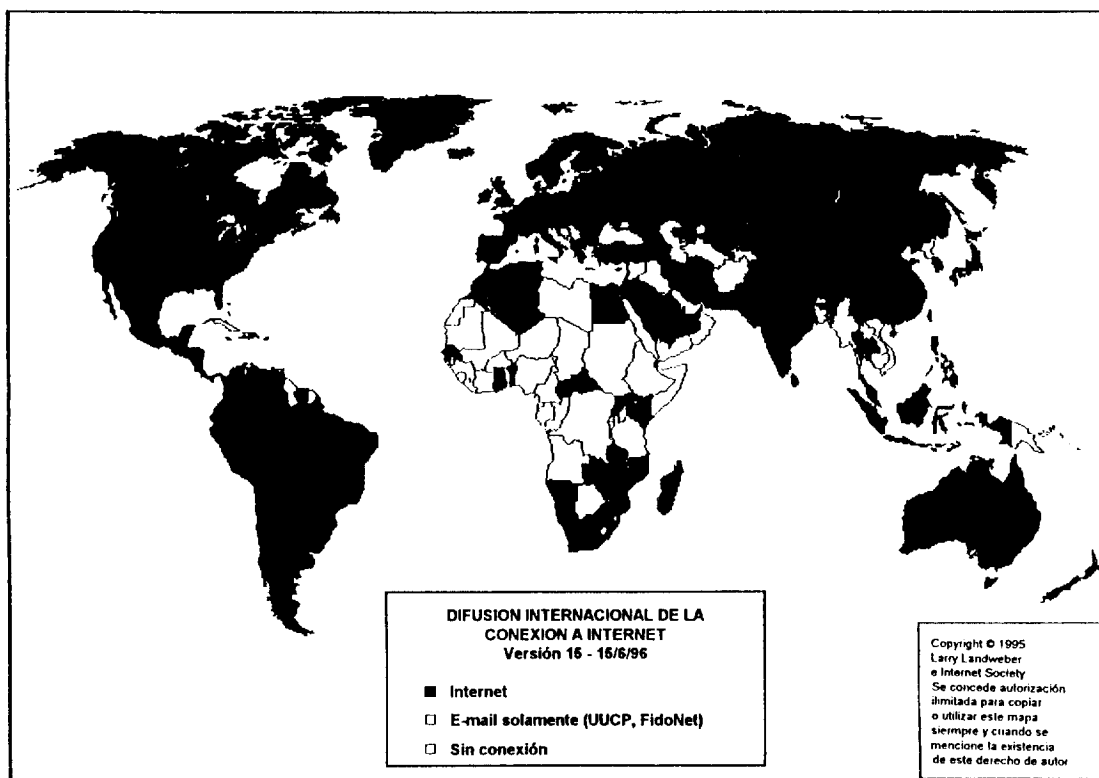 DIFUSION INTERNACIONAL DE LA
CONEXION A INTERNET
Versión 15 - 15/6/96
Internet
E-mail solamente (UUCP, FidoNet)
Sin conexión
Copyright © 1995
Larry Landweber
e Internet Society
Se concede autorización
ilimitada para copiar
o utilizar este mapa
siempre y cuando se
mencione la existencia
de este derecho de autor